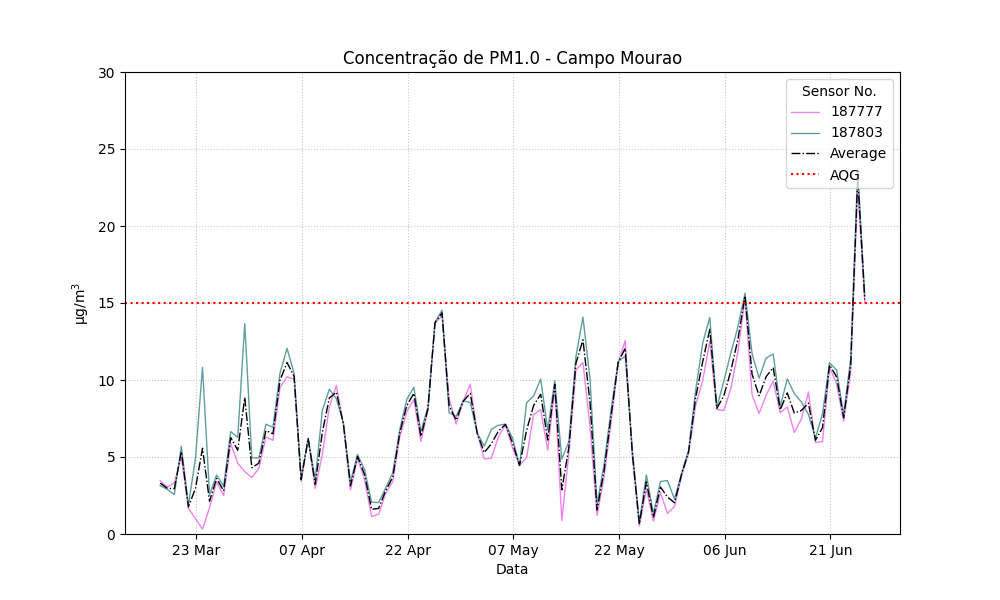 Concentração de PM1.0 - Campo Mourao
30
25
20
15
10
5
0
µg/m³
23 Mar
07 Apr
22 Apr
07 May
22 May
06 Jun
21 Jun
Data
Sensor No.
187777
187803
Average
AQG